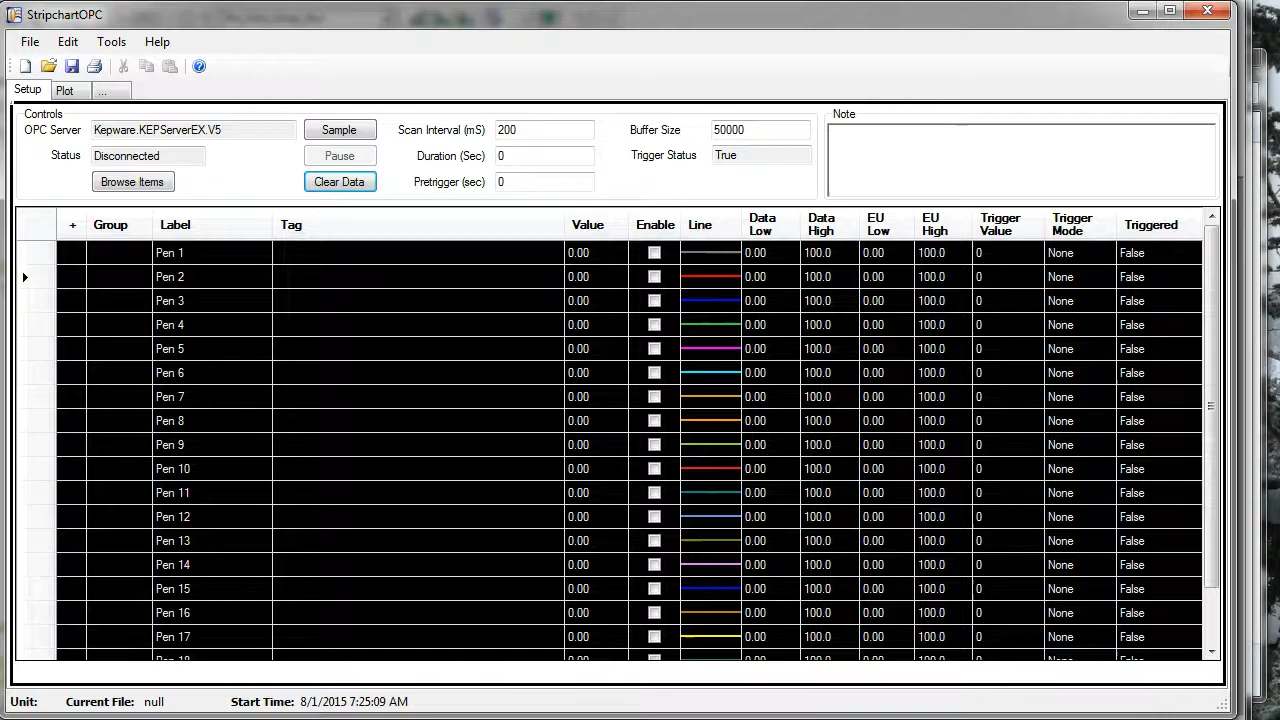 StripchartOPC
File Edit Tools Help
Setup Plot ...
Controls
OPC Server Kepware.KEPServerEX.V5 Sample Scan Interval (mS) 200 Buffer Size 50000
Status Disconnected Pause Duration (Sec) 0 Trigger Status True
Browse Items Clear Data Pretrigger (sec) 0
Note
+ Group Label Tag Value Enable Line Data Low Data High EU Low EU High Trigger Value Trigger Mode Triggered
Pen 1 0.00 0.00 100.0 0.00 100.0 0 None False
Pen 2 0.00 0.00 100.0 0.00 100.0 0 None False
Pen 3 0.00 0.00 100.0 0.00 100.0 0 None False
Pen 4 0.00 0.00 100.0 0.00 100.0 0 None False
Pen 5 0.00 0.00 100.0 0.00 100.0 0 None False
Pen 6 0.00 0.00 100.0 0.00 100.0 0 None False
Pen 7 0.00 0.00 100.0 0.00 100.0 0 None False
Pen 8 0.00 0.00 100.0 0.00 100.0 0 None False
Pen 9 0.00 0.00 100.0 0.00 100.0 0 None False
Pen 10 0.00 0.00 100.0 0.00 100.0 0 None False
Pen 11 0.00 0.00 100.0 0.00 100.0 0 None False
Pen 12 0.00 0.00 100.0 0.00 100.0 0 None False
Pen 13 0.00 0.00 100.0 0.00 100.0 0 None False
Pen 14 0.00 0.00 100.0 0.00 100.0 0 None False
Pen 15 0.00 0.00 100.0 0.00 100.0 0 None False
Pen 16 0.00 0.00 100.0 0.00 100.0 0 None False
Pen 17 0.00 0.00 100.0 0.00 100.0 0 None False
Unit: Current File: null Start Time: 8/1/2015 7:25:09 AM